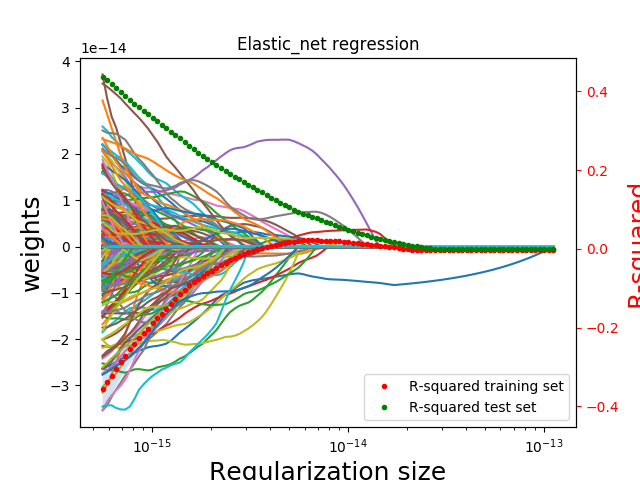 Elastic_net regression
1e−14
4
3
2
1
0
−1
−2
−3
weights
0.4
0.2
0.0
−0.2
−0.4
R-squared
R-squared training set
R-squared test set
10⁻¹⁵
10⁻¹⁴
10⁻¹³
Regularization size